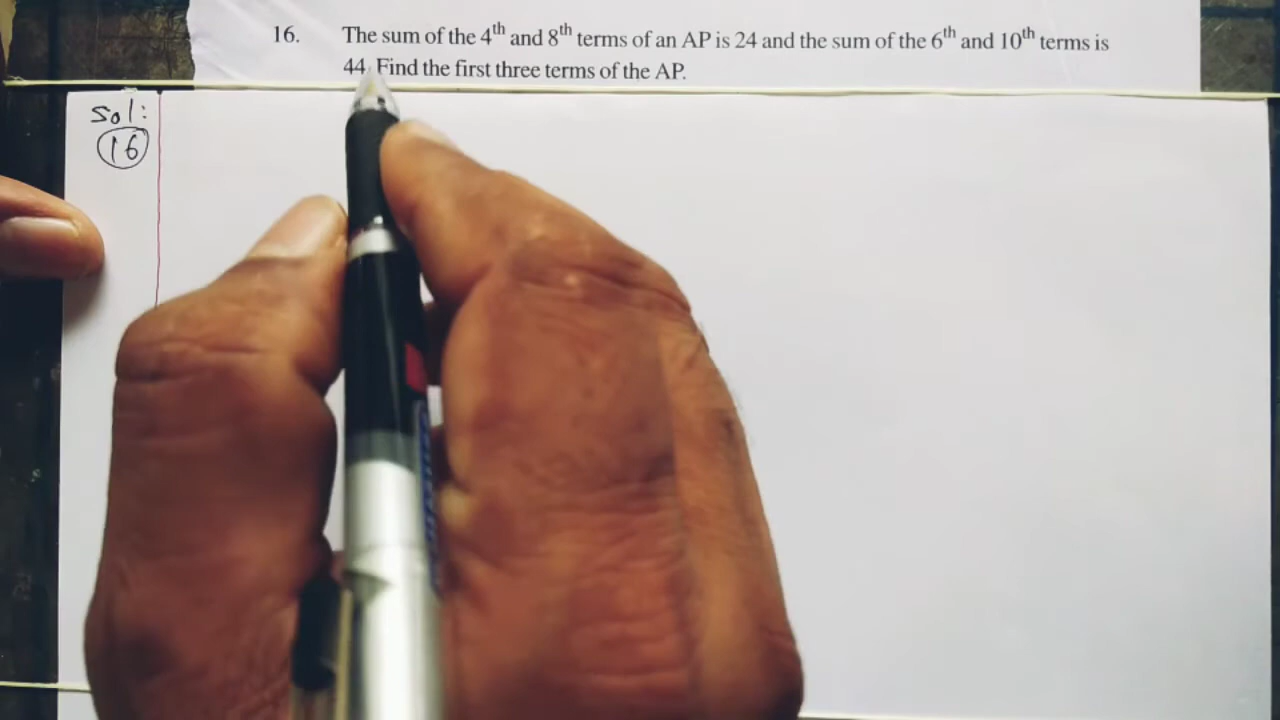 16. The sum of the 4th and 8th terms of an AP is 24 and the sum of the 6th and 10th terms is
44. Find the first three terms of the AP.
Sol:
16